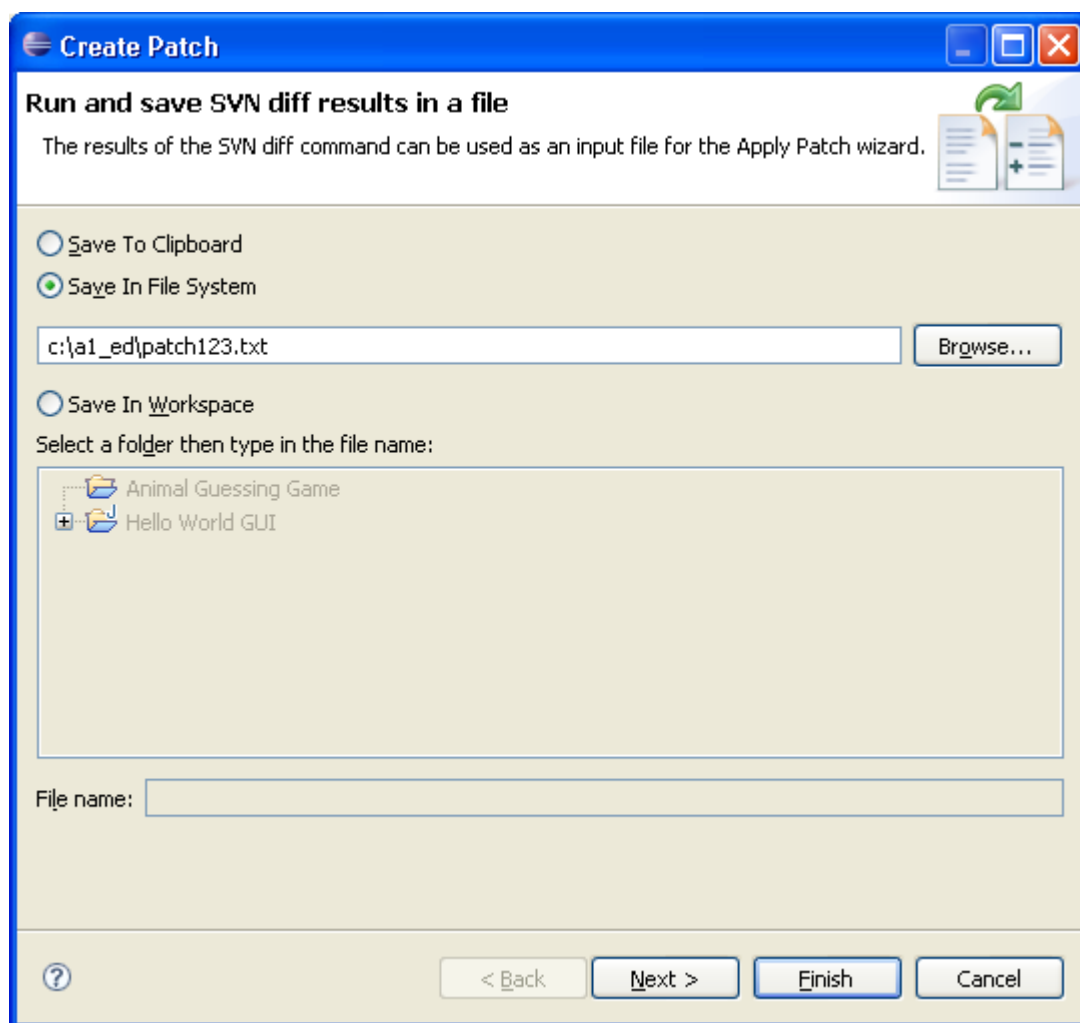 Create Patch
Run and save SVN diff results in a file
The results of the SVN diff command can be used as an input file for the Apply Patch wizard.
Save To Clipboard
Save In File System
c:\a1_ed\patch123.txt
Browse...
Save In Workspace
Select a folder then type in the file name:
Animal Guessing Game
Hello World GUI
File name:
< Back Next > Finish Cancel